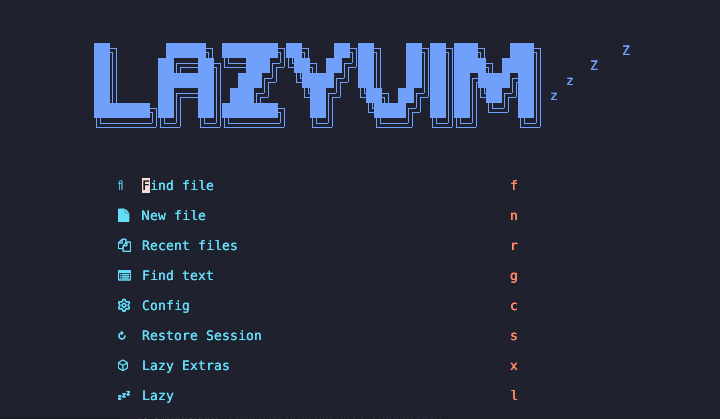 LAZYVIM Z
Z
z
z
Find file f
New file n
Recent files r
Find text g
Config c
Restore Session s
Lazy Extras x
Lazy l